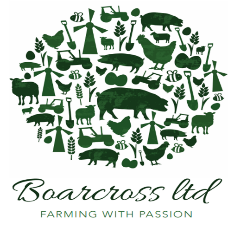 Boarcross ltd
FARMING WITH PASSION